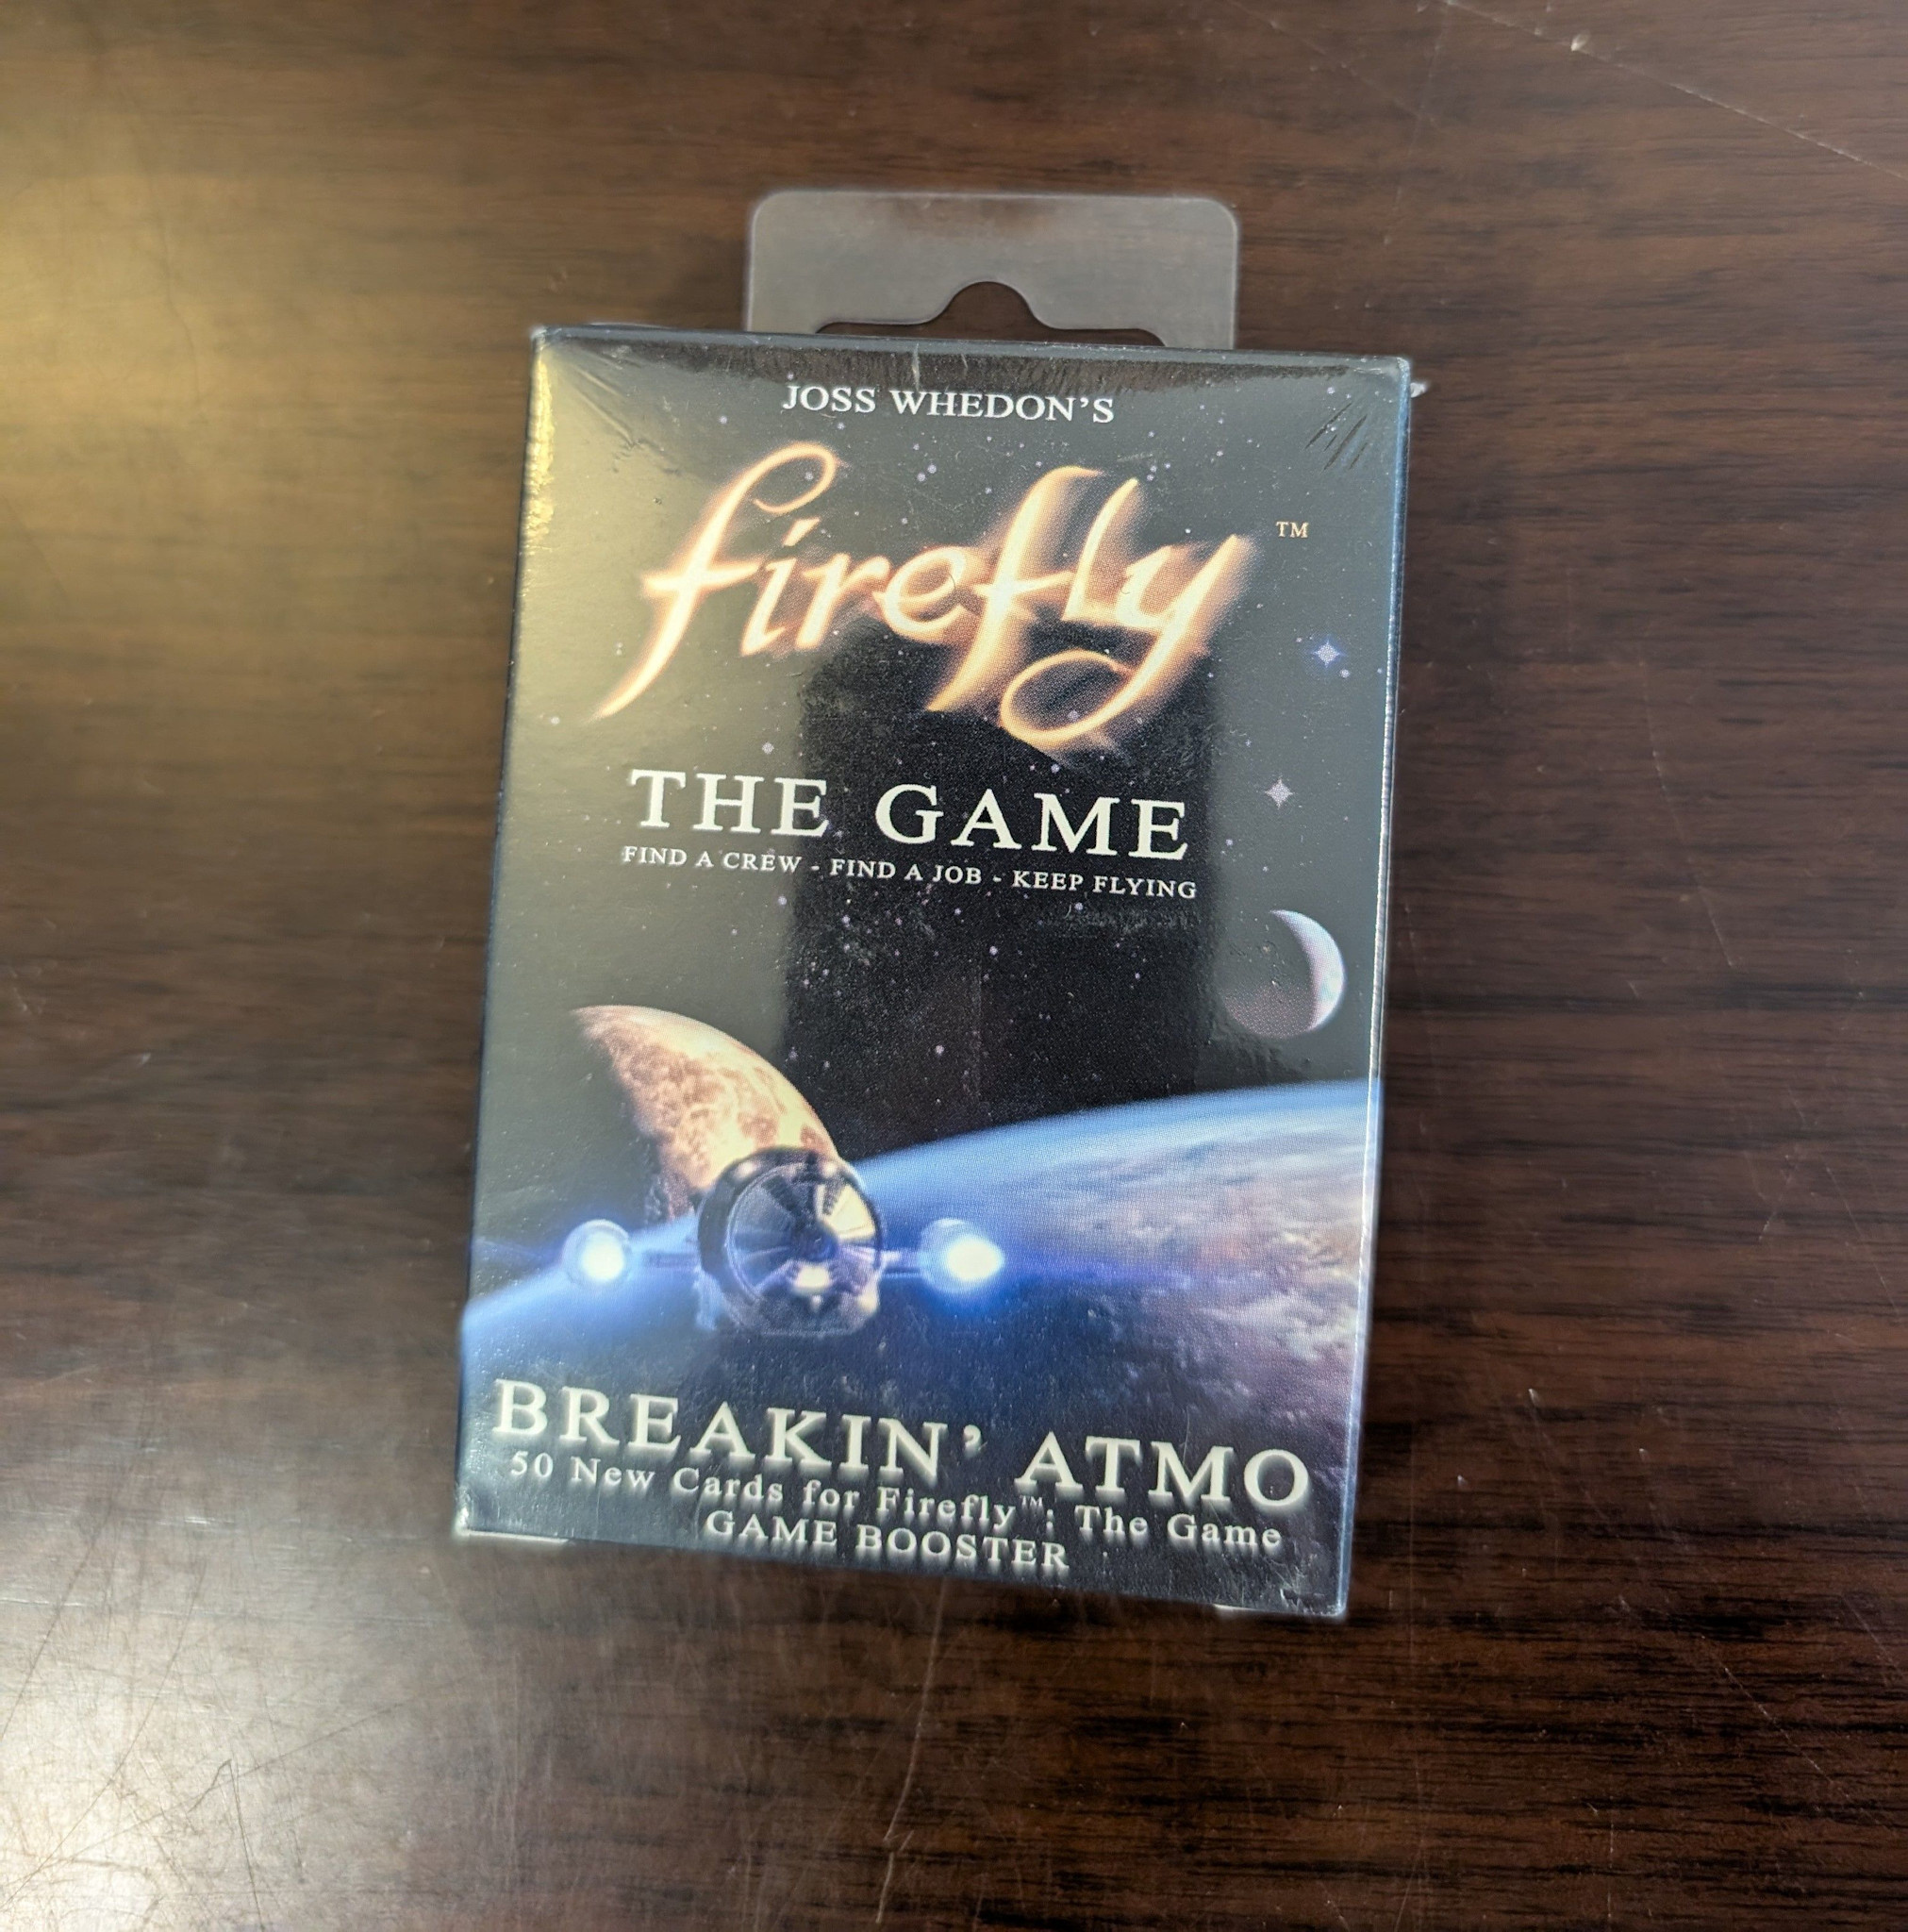 JOSS WHEDON'S
firefly ™
THE GAME
FIND A CREW - FIND A JOB - KEEP FLYING
BREAKIN' ATMO
50 New Cards for Firefly™: The Game
GAME BOOSTER